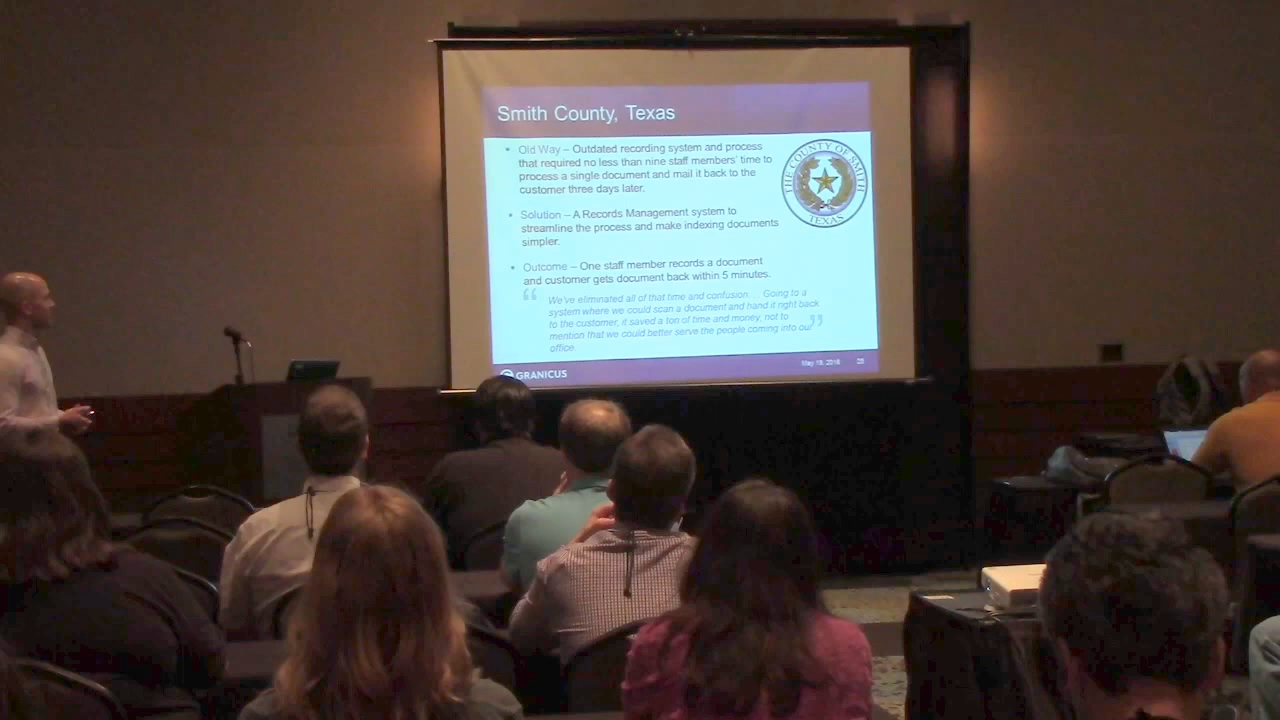 Smith County, Texas
• Old Way – Outdated recording system and process
that required no less than nine staff members' time to
process a single document and mail it back to the
customer three days later.
• Solution – A Records Management system to
streamline the process and make indexing documents
simpler.
• Outcome – One staff member records a document
and customer gets document back within 5 minutes.
“ We've eliminated all of that time and confusion. ... Going to a
system where we could scan a document and hand it right back
to the customer, it saved a ton of time and money, not to
mention that we could better serve the people coming into our ”
office.
THE COUNTY OF SMITH
TEXAS
GRANICUS
May 19, 2016